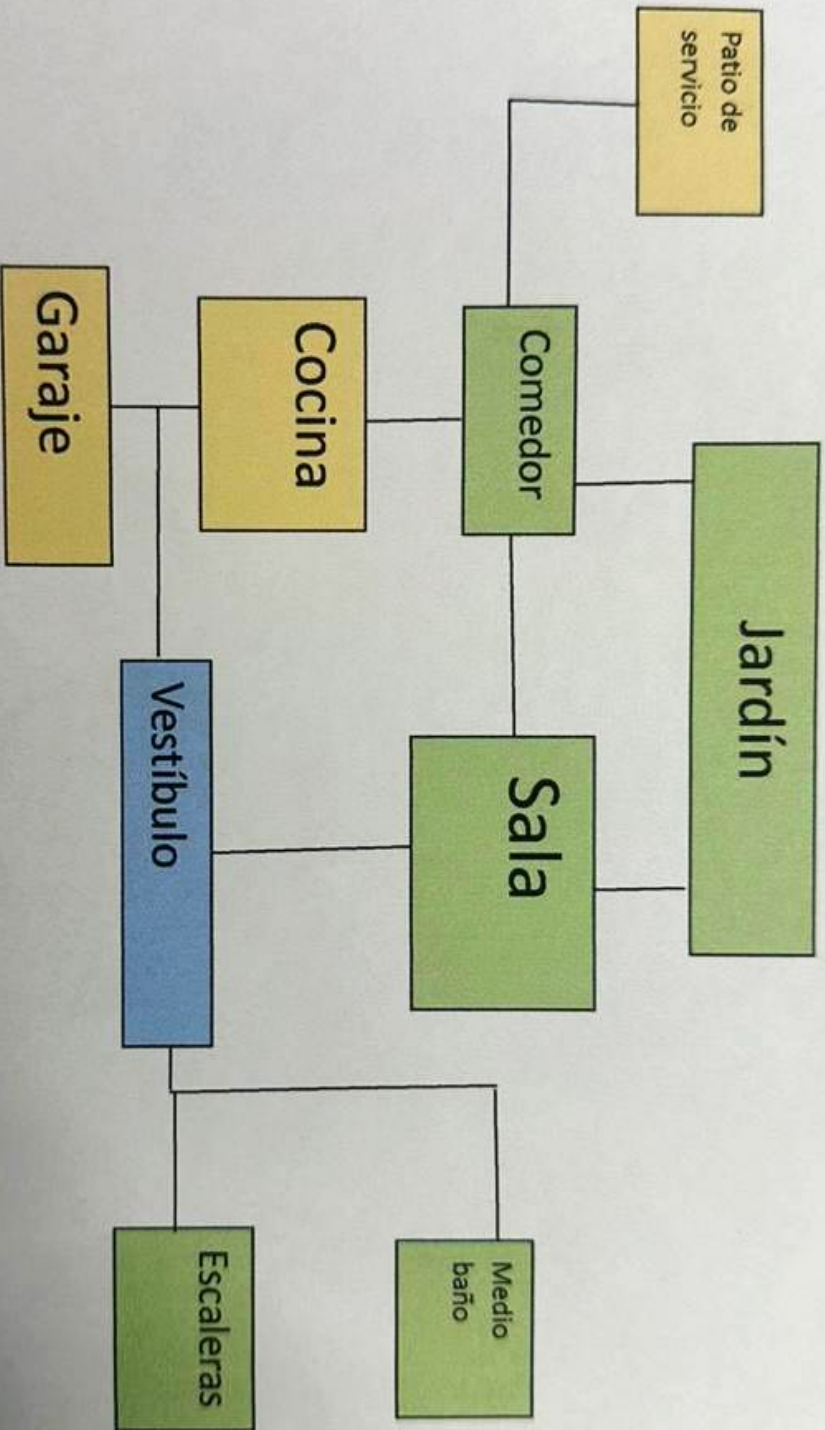 Jardín
Patio de
servicio
Comedor
Sala
Medio
baño
Cocina
Vestíbulo
Escaleras
Garaje